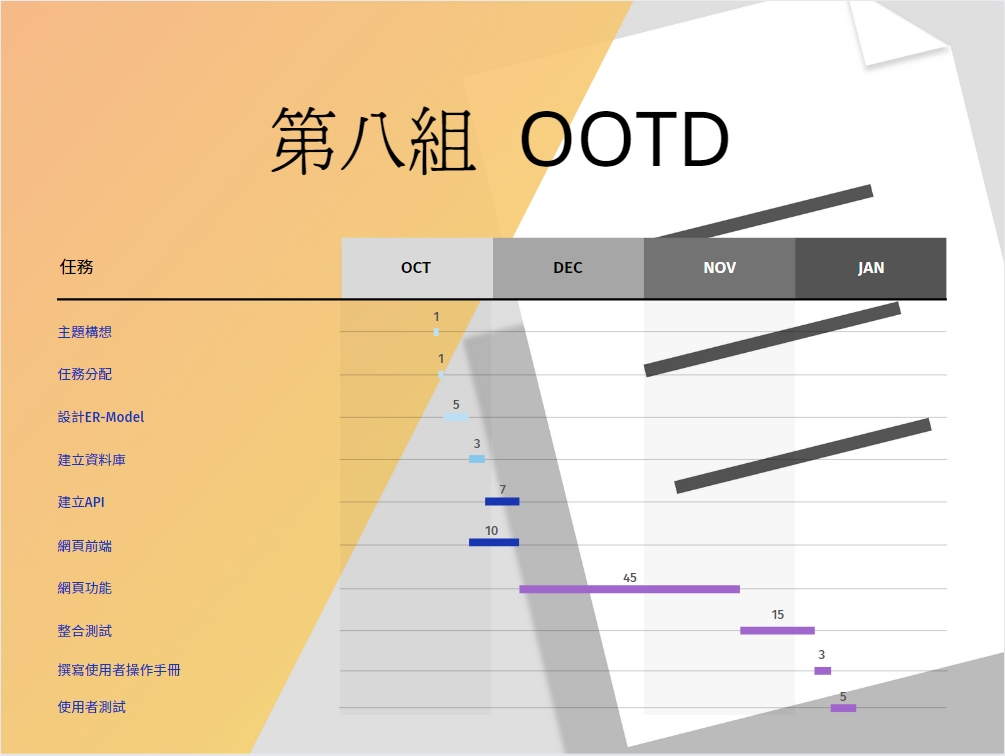 第八組 OOTD
任務 OCT DEC NOV JAN
主題構想 1
任務分配 1
設計ER-Model 5
建立資料庫 3
建立API 7
網頁前端 10
網頁功能 45
整合測試 15
撰寫使用者操作手冊 3
使用者測試 5